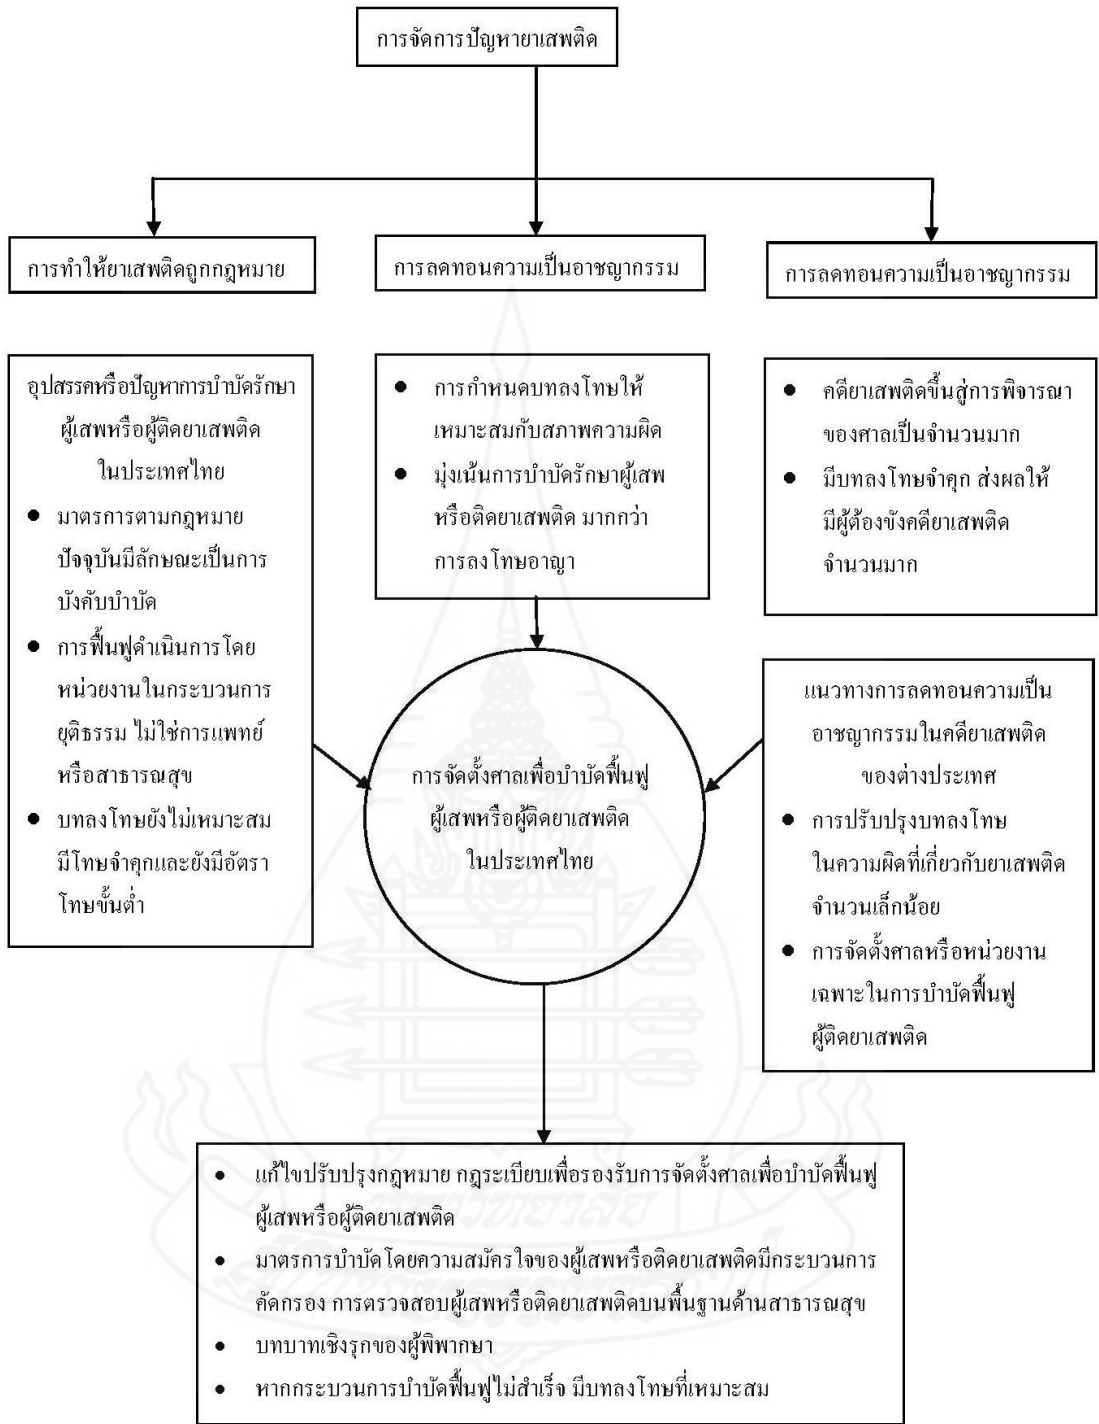 การจัดการปัญหายาเสพติด
การทำให้ยาเสพติดถูกกฎหมาย
การลดทอนความเป็นอาชญากรรม
การลดทอนความเป็นอาชญากรรม
อุปสรรคหรือปัญหาการบำบัดรักษา
ผู้เสพหรือผู้ติดยาเสพติด
ในประเทศไทย
● มาตรการตามกฎหมาย
ปัจจุบันมีลักษณะเป็นการ
บังคับบำบัด
● การฟื้นฟูดำเนินการโดย
หน่วยงานในกระบวนการ
ยุติธรรม ไม่ใช่การแพทย์
หรือสาธารณสุข
● บทลงโทษยังไม่เหมาะสม
มีโทษจำคุกและยังมีอัตรา
โทษขั้นต่ำ
● การกำหนดบทลงโทษให้
เหมาะสมกับสภาพความผิด
● มุ่งเน้นการบำบัดรักษาผู้เสพ
หรือติดยาเสพติด มากกว่า
การลงโทษอาญา
● คดียาเสพติดขึ้นสู่การพิจารณา
ของศาลเป็นจำนวนมาก
● มีบทลงโทษจำคุก ส่งผลให้
มีผู้ต้องขังคดียาเสพติด
จำนวนมาก
การจัดตั้งศาลเพื่อบำบัดฟื้นฟู
ผู้เสพหรือผู้ติดยาเสพติด
ในประเทศไทย
แนวทางการลดทอนความเป็น
อาชญากรรมในคดียาเสพติด
ของต่างประเทศ
● การปรับปรุงบทลงโทษ
ในความผิดที่เกี่ยวกับยาเสพติด
จำนวนเล็กน้อย
● การจัดตั้งศาลหรือหน่วยงาน
เฉพาะในการบำบัดฟื้นฟู
ผู้ติดยาเสพติด
● แก้ไขปรับปรุงกฎหมาย กฎระเบียบเพื่อรองรับการจัดตั้งศาลเพื่อบำบัดฟื้นฟู
ผู้เสพหรือผู้ติดยาเสพติด
● มาตรการบำบัดโดยความสมัครใจของผู้เสพหรือติดยาเสพติดมีกระบวนการ
คัดกรอง การตรวจสอบผู้เสพหรือติดยาเสพติดบนพื้นฐานด้านสาธารณสุข
● บทบาทเชิงรุกของผู้พิพากษา
● หากกระบวนการบำบัดฟื้นฟูไม่สำเร็จ มีบทลงโทษที่เหมาะสม